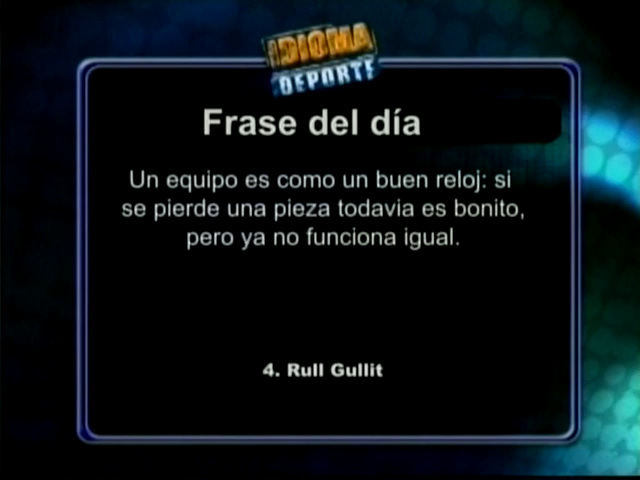 IDIOMA
DEPORTE
Frase del día
Un equipo es como un buen reloj: si
se pierde una pieza todavia es bonito,
pero ya no funciona igual.
4. Rull Gullit